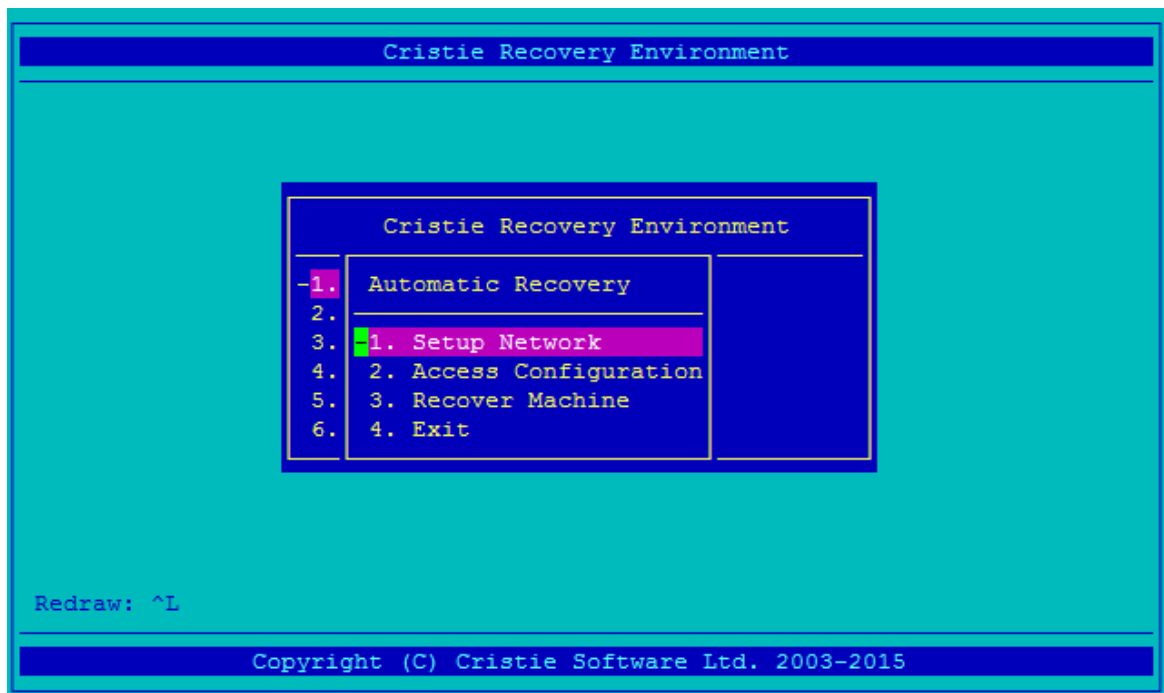 Cristie Recovery Environment
Cristie Recovery Environment
-1.
Automatic Recovery
2.
3.
-1. Setup Network
4.
2. Access Configuration
5.
3. Recover Machine
6.
4. Exit
Redraw: ^L
Copyright (C) Cristie Software Ltd. 2003-2015